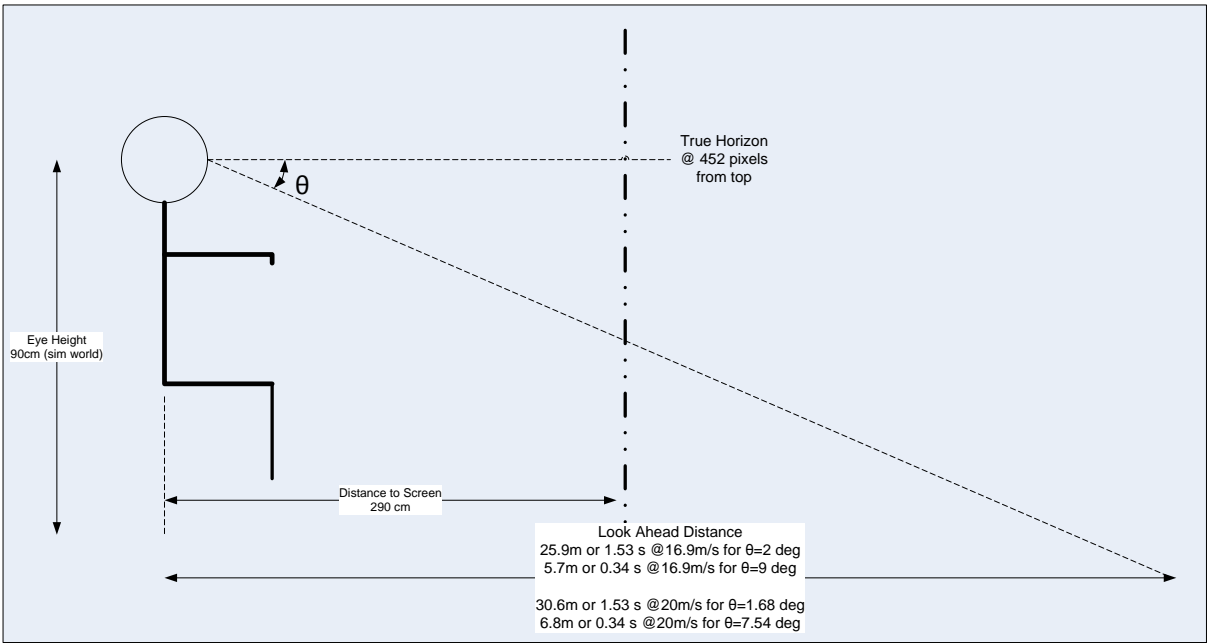 True Horizon
@ 452 pixels
from top
θ
Eye Height
90cm (sim world)
Distance to Screen
290 cm
Look Ahead Distance
25.9m or 1.53 s @16.9m/s for θ=2 deg
5.7m or 0.34 s @16.9m/s for θ=9 deg
30.6m or 1.53 s @20m/s for θ=1.68 deg
6.8m or 0.34 s @20m/s for θ=7.54 deg